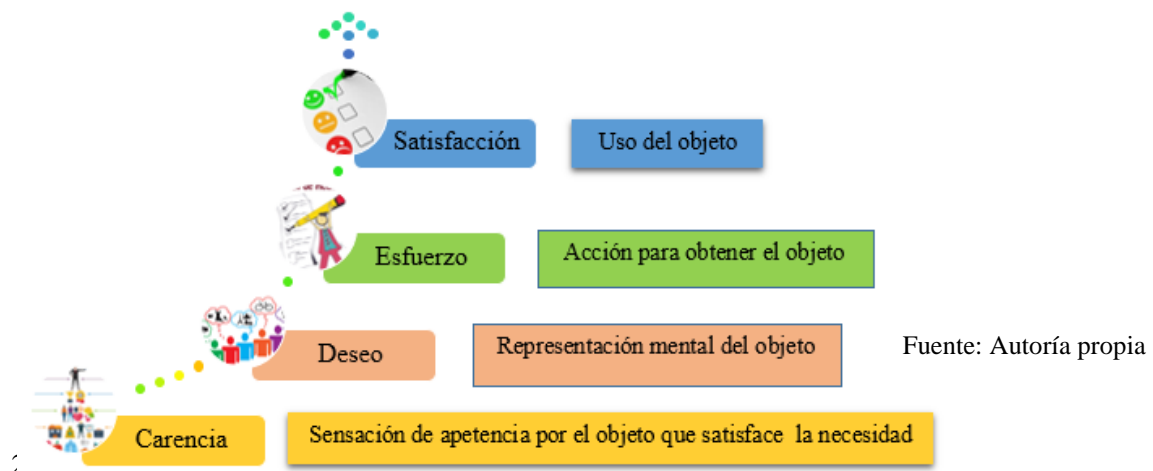 Satisfacción
Uso del objeto
Esfuerzo
Acción para obtener el objeto
Deseo
Representación mental del objeto
Fuente: Autoría propia
Carencia
Sensación de apetencia por el objeto que satisface la necesidad